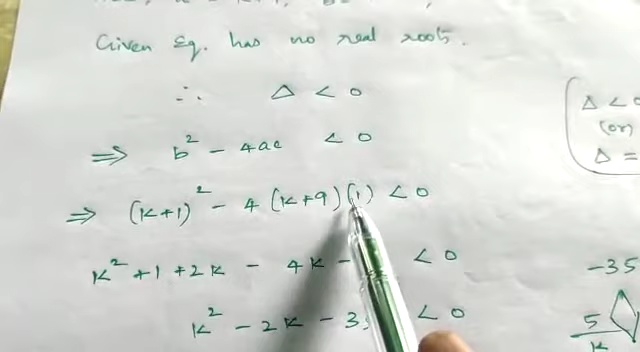 Given Eq. has no real roots.
∴ △ < 0
⇒ b² - 4ac < 0
⇒ (k+1)² - 4(k+9)(1) < 0
k² + 1 + 2k - 4k - < 0
k² - 2k - 3 < 0
△ < 0
(or)
△ =
-35
5
k